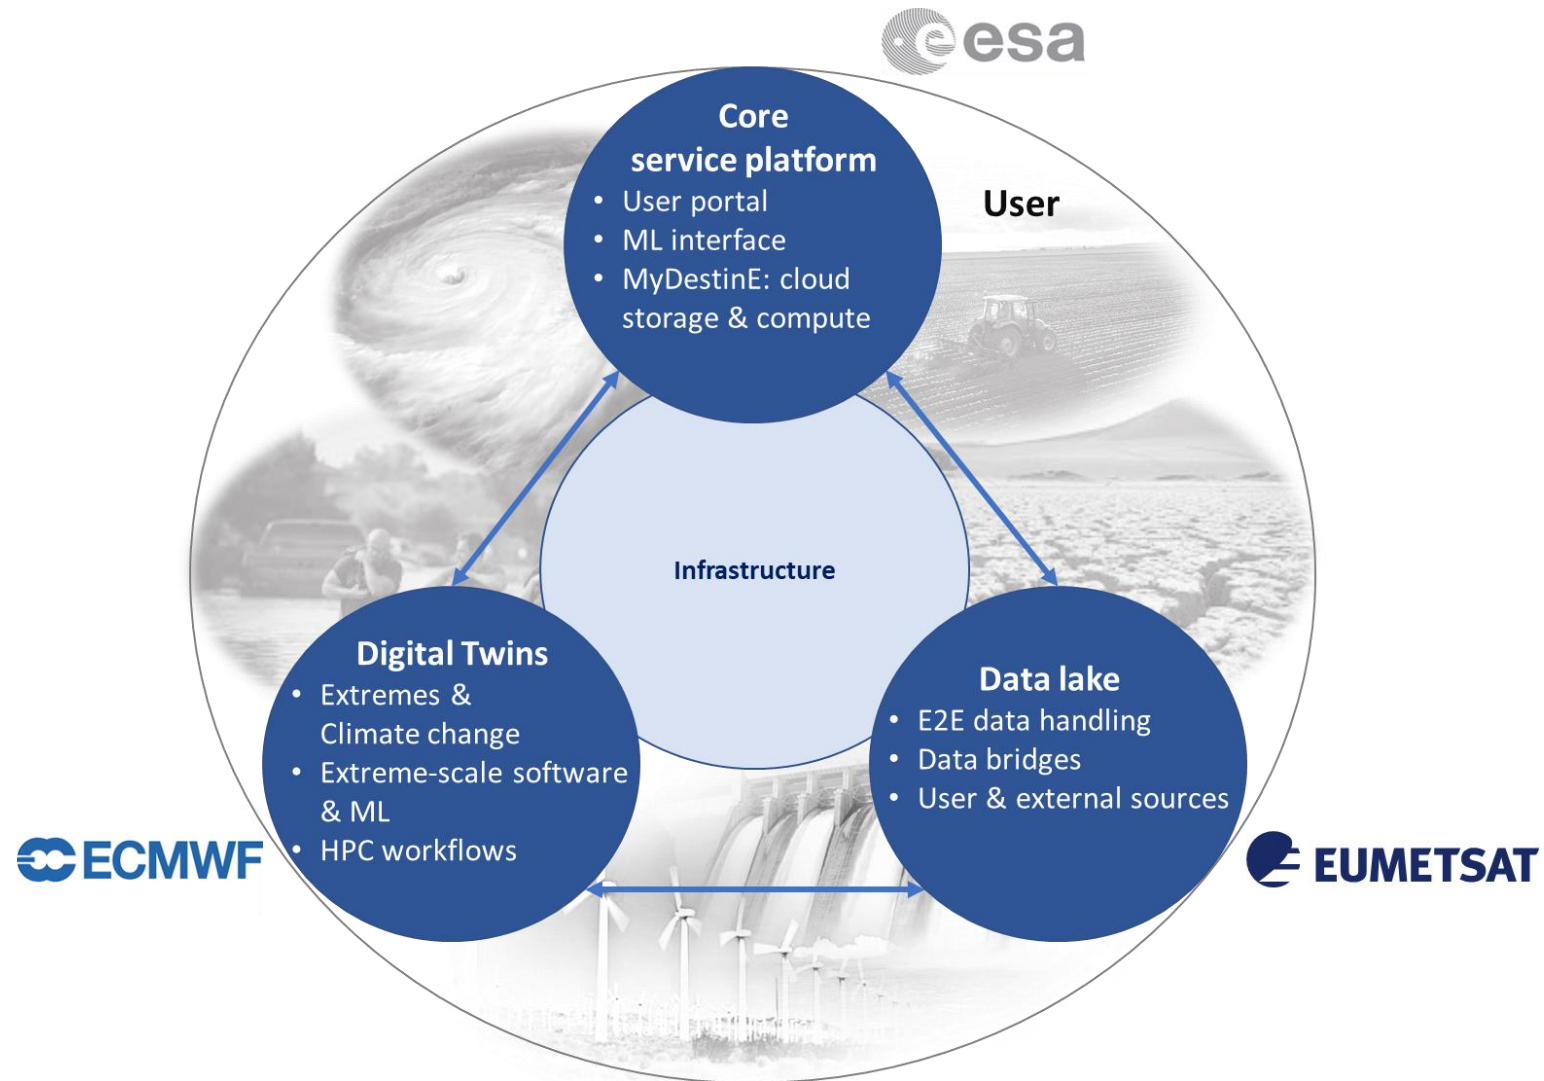 esa
Core
service platform
• User portal
• ML interface
• MyDestinE: cloud
storage & compute
User
Infrastructure
Digital Twins
• Extremes &
Climate change
• Extreme-scale software
& ML
• HPC workflows
Data lake
• E2E data handling
• Data bridges
• User & external sources
ECMWF
EUMETSAT